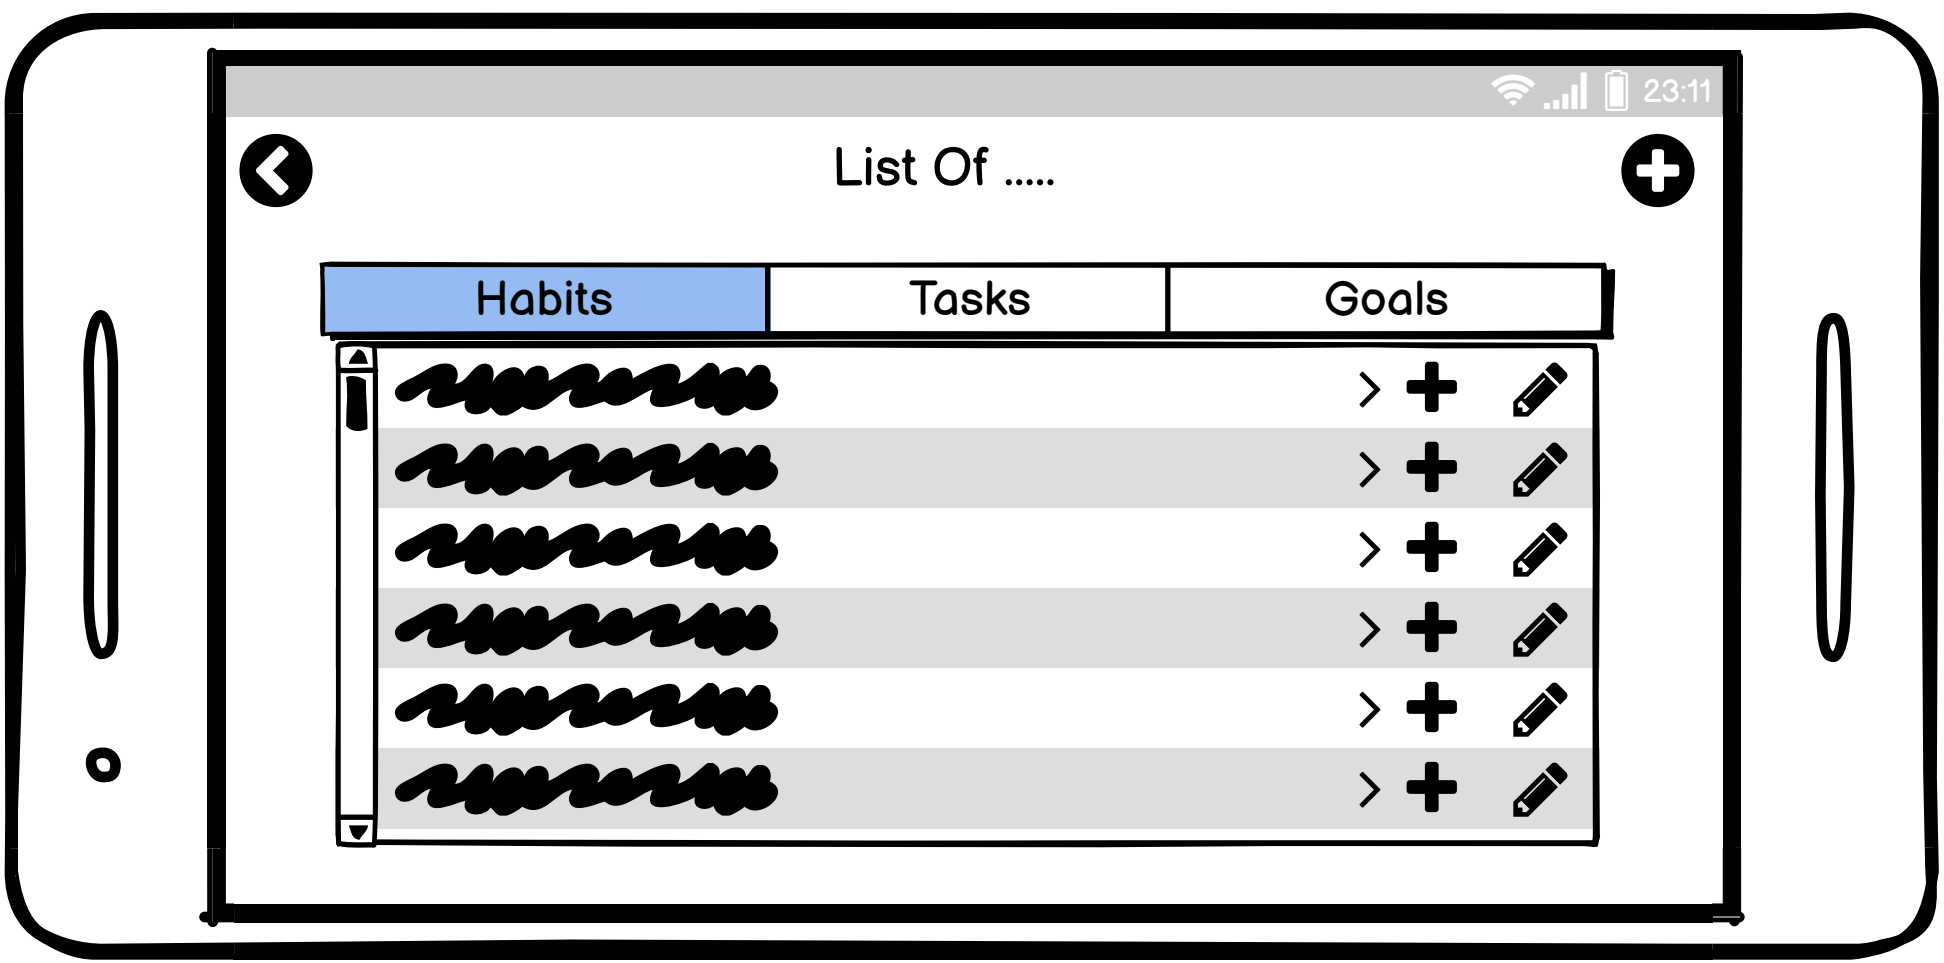 23:11
List Of .....
Habits Tasks Goals